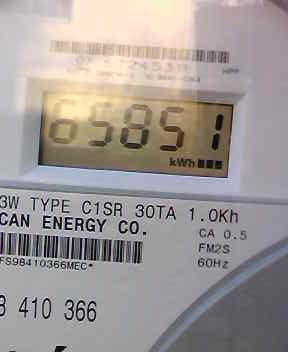 65851
kWh
3W TYPE C1SR 30TA 1.0Kh
CAN ENERGY CO.
CA 0.5
FM2S
60Hz
FS98410366MEC*
8 410 366